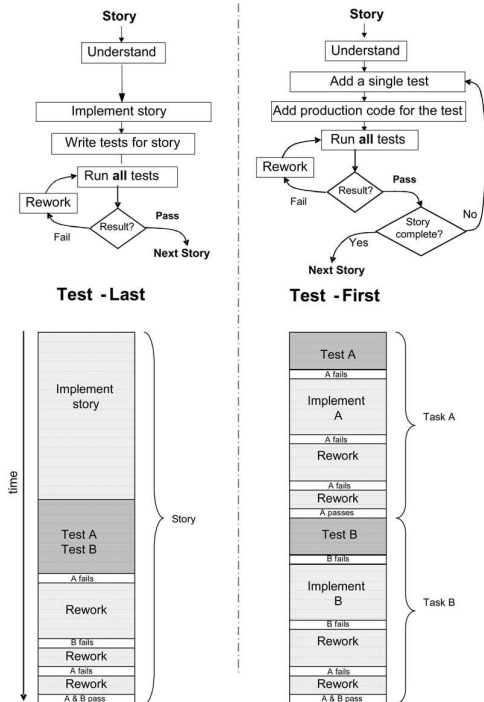 Story
Understand
Implement story
Write tests for story
Run all tests
Rework
Result?
Fail
Pass
Next Story
Test - Last
Story
Understand
Add a single test
Add production code for the test
Run all tests
Rework
Result?
Fail
Pass
Story
complete?
No
Yes
Next Story
Test - First
time
Implement
story
Test A
Test B
A fails
Rework
B fails
Rework
A fails
Rework
A & B pass
Story
Test A
A fails
Implement
A
A fails
Rework
A fails
Rework
A passes
Task A
Test B
B fails
Implement
B
B fails
Rework
A fails
Rework
A & B pass
Task B